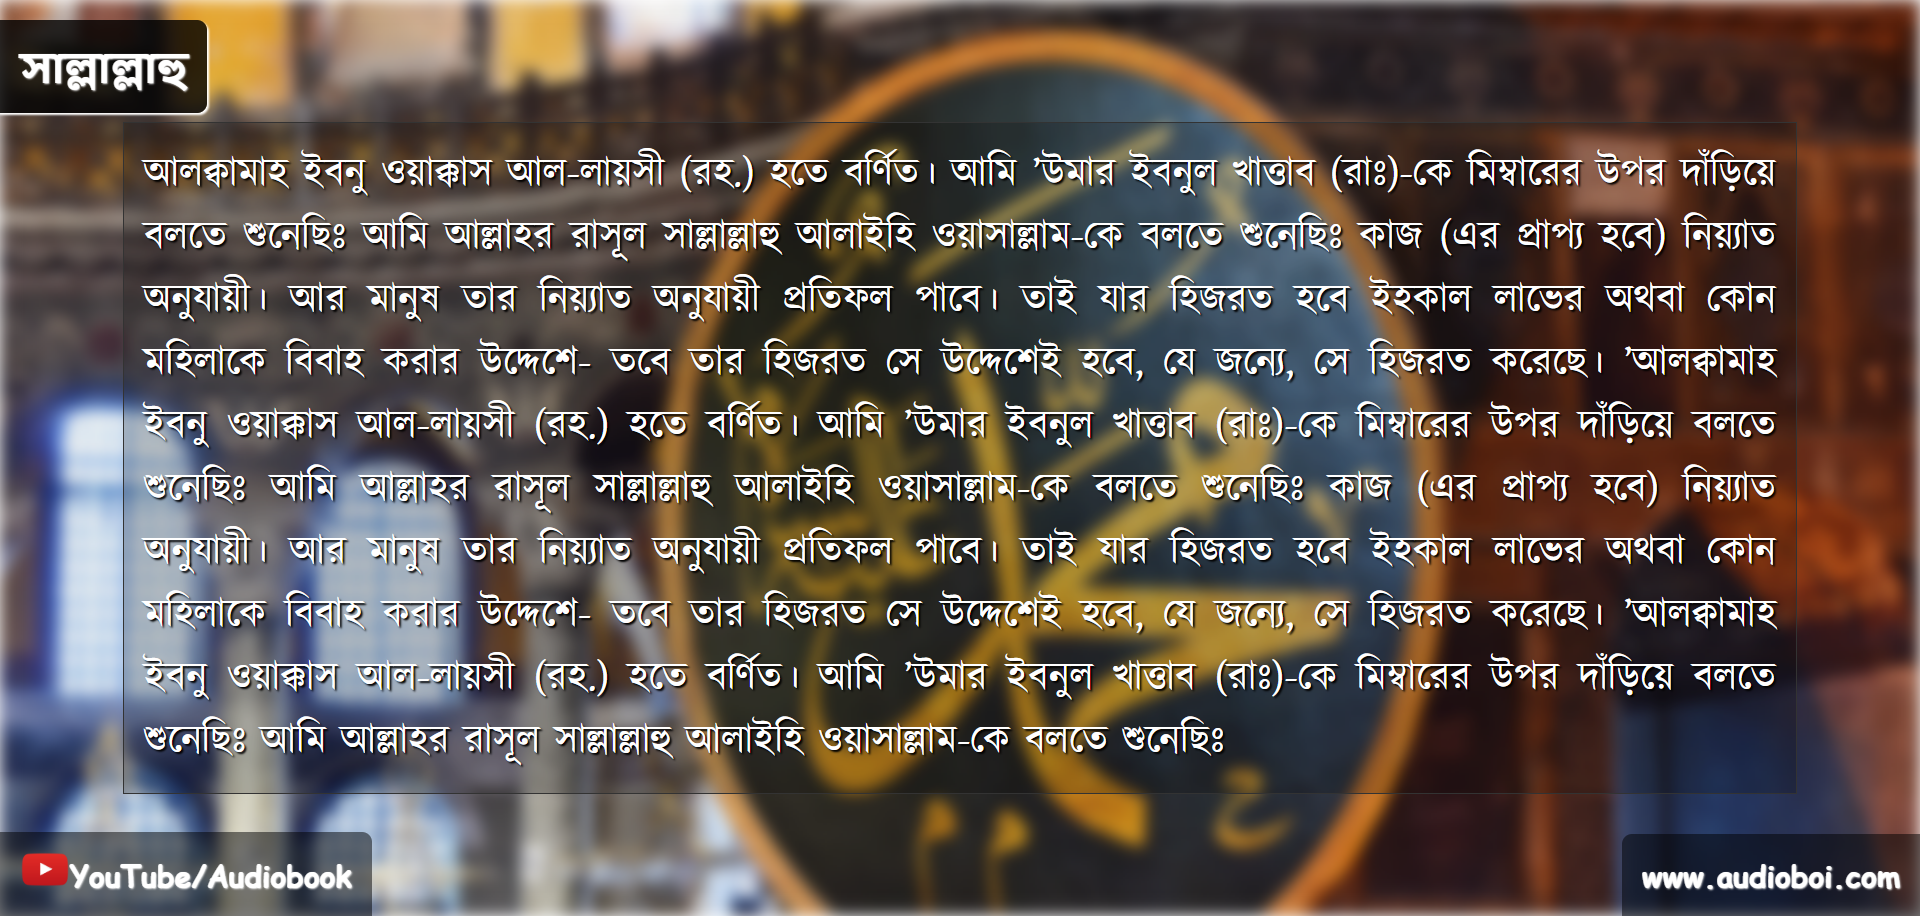 সাল্লাল্লাহু
আলক্বামাহ ইবনু ওয়াক্কাস আল-লায়সী (রহ.) হতে বর্ণিত। আমি ’উমার ইবনুল খাত্তাব (রাঃ)-কে মিম্বারের উপর দাঁড়িয়ে
বলতে শুনেছিঃ আমি আল্লাহর রাসূল সাল্লাল্লাহু আলাইহি ওয়াসাল্লাম-কে বলতে শুনেছিঃ কাজ (এর প্রাপ্য হবে) নিয়্যাত
অনুযায়ী। আর মানুষ তার নিয়্যাত অনুযায়ী প্রতিফল পাবে। তাই যার হিজরত হবে ইহকাল লাভের অথবা কোন
মহিলাকে বিবাহ করার উদ্দেশে- তবে তার হিজরত সে উদ্দেশেই হবে, যে জন্যে, সে হিজরত করেছে। ’আলক্বামাহ
ইবনু ওয়াক্কাস আল-লায়সী (রহ.) হতে বর্ণিত। আমি ’উমার ইবনুল খাত্তাব (রাঃ)-কে মিম্বারের উপর দাঁড়িয়ে বলতে
শুনেছিঃ আমি আল্লাহর রাসূল সাল্লাল্লাহু আলাইহি ওয়াসাল্লাম-কে বলতে শুনেছিঃ কাজ (এর প্রাপ্য হবে) নিয়্যাত
অনুযায়ী। আর মানুষ তার নিয়্যাত অনুযায়ী প্রতিফল পাবে। তাই যার হিজরত হবে ইহকাল লাভের অথবা কোন
মহিলাকে বিবাহ করার উদ্দেশে- তবে তার হিজরত সে উদ্দেশেই হবে, যে জন্যে, সে হিজরত করেছে। ’আলক্বামাহ
ইবনু ওয়াক্কাস আল-লায়সী (রহ.) হতে বর্ণিত। আমি ’উমার ইবনুল খাত্তাব (রাঃ)-কে মিম্বারের উপর দাঁড়িয়ে বলতে
শুনেছিঃ আমি আল্লাহর রাসূল সাল্লাল্লাহু আলাইহি ওয়াসাল্লাম-কে বলতে শুনেছিঃ
YouTube/Audiobook
www.audioboi.com